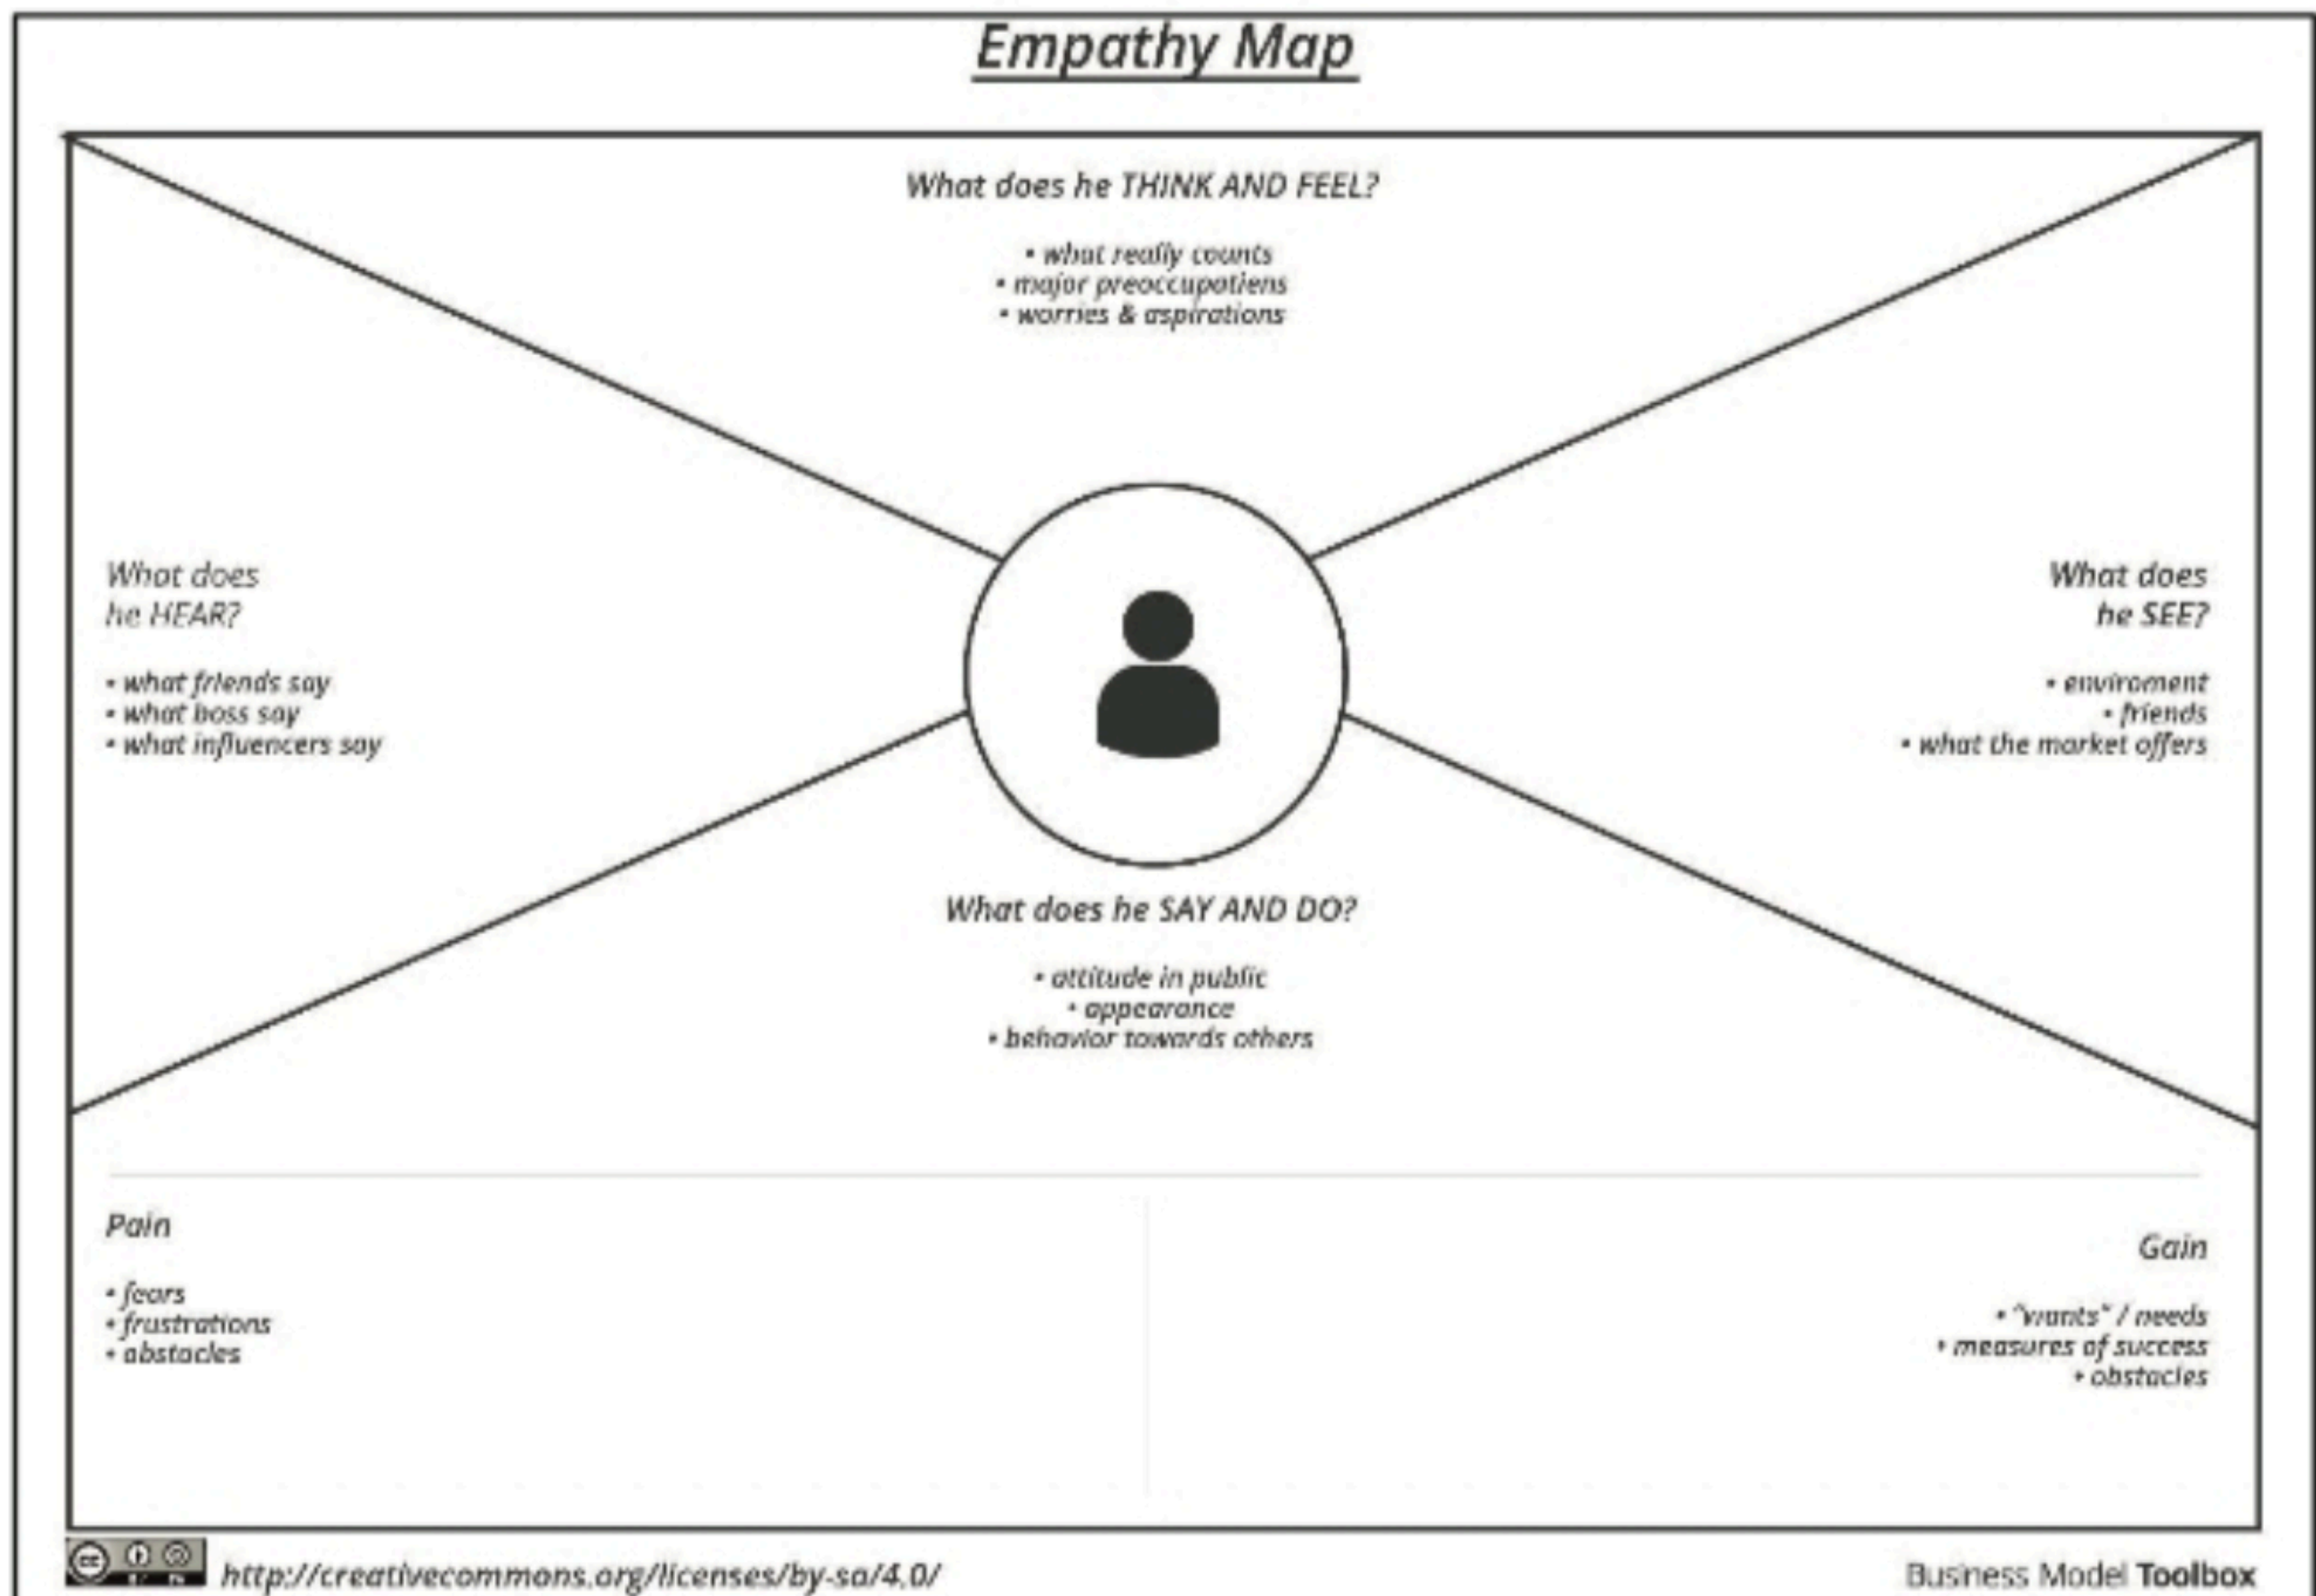 Empathy Map
What does he THINK AND FEEL?
• what really counts
• major preoccupatiens
• worries & aspirations
What does
he HEAR?
• what friends say
• what boss say
• what influencers say
What does
he SEE?
• enviroment
• friends
• what the market offers
What does he SAY AND DO?
• attitude in public
• appearance
• behavior towards others
Pain
• fears
• frustrations
• obstacles
Gain
• "wants" / needs
• measures of success
• obstacles
cc
http://creativecommons.org/licenses/by-sa/4.0/
Business Model Toolbox